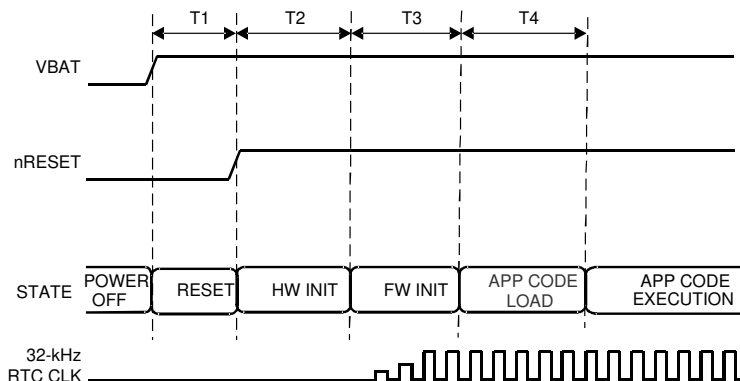 T1 T2 T3 T4
VBAT
nRESET
STATE
POWER
OFF
RESET
HW INIT
FW INIT
APP CODE
LOAD
APP CODE
EXECUTION
32-kHz
RTC CLK